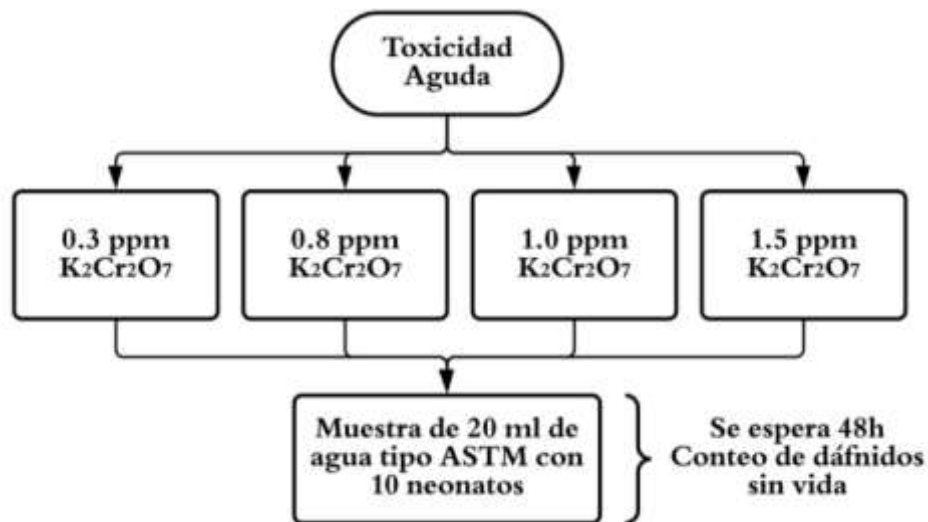 Toxicidad
Aguda
0.3 ppm
K2Cr2O7
0.8 ppm
K2Cr2O7
1.0 ppm
K2Cr2O7
1.5 ppm
K2Cr2O7
Muestra de 20 ml de
agua tipo ASTM con
10 neonatos
Se espera 48h
Conteo de dáfnidos
sin vida